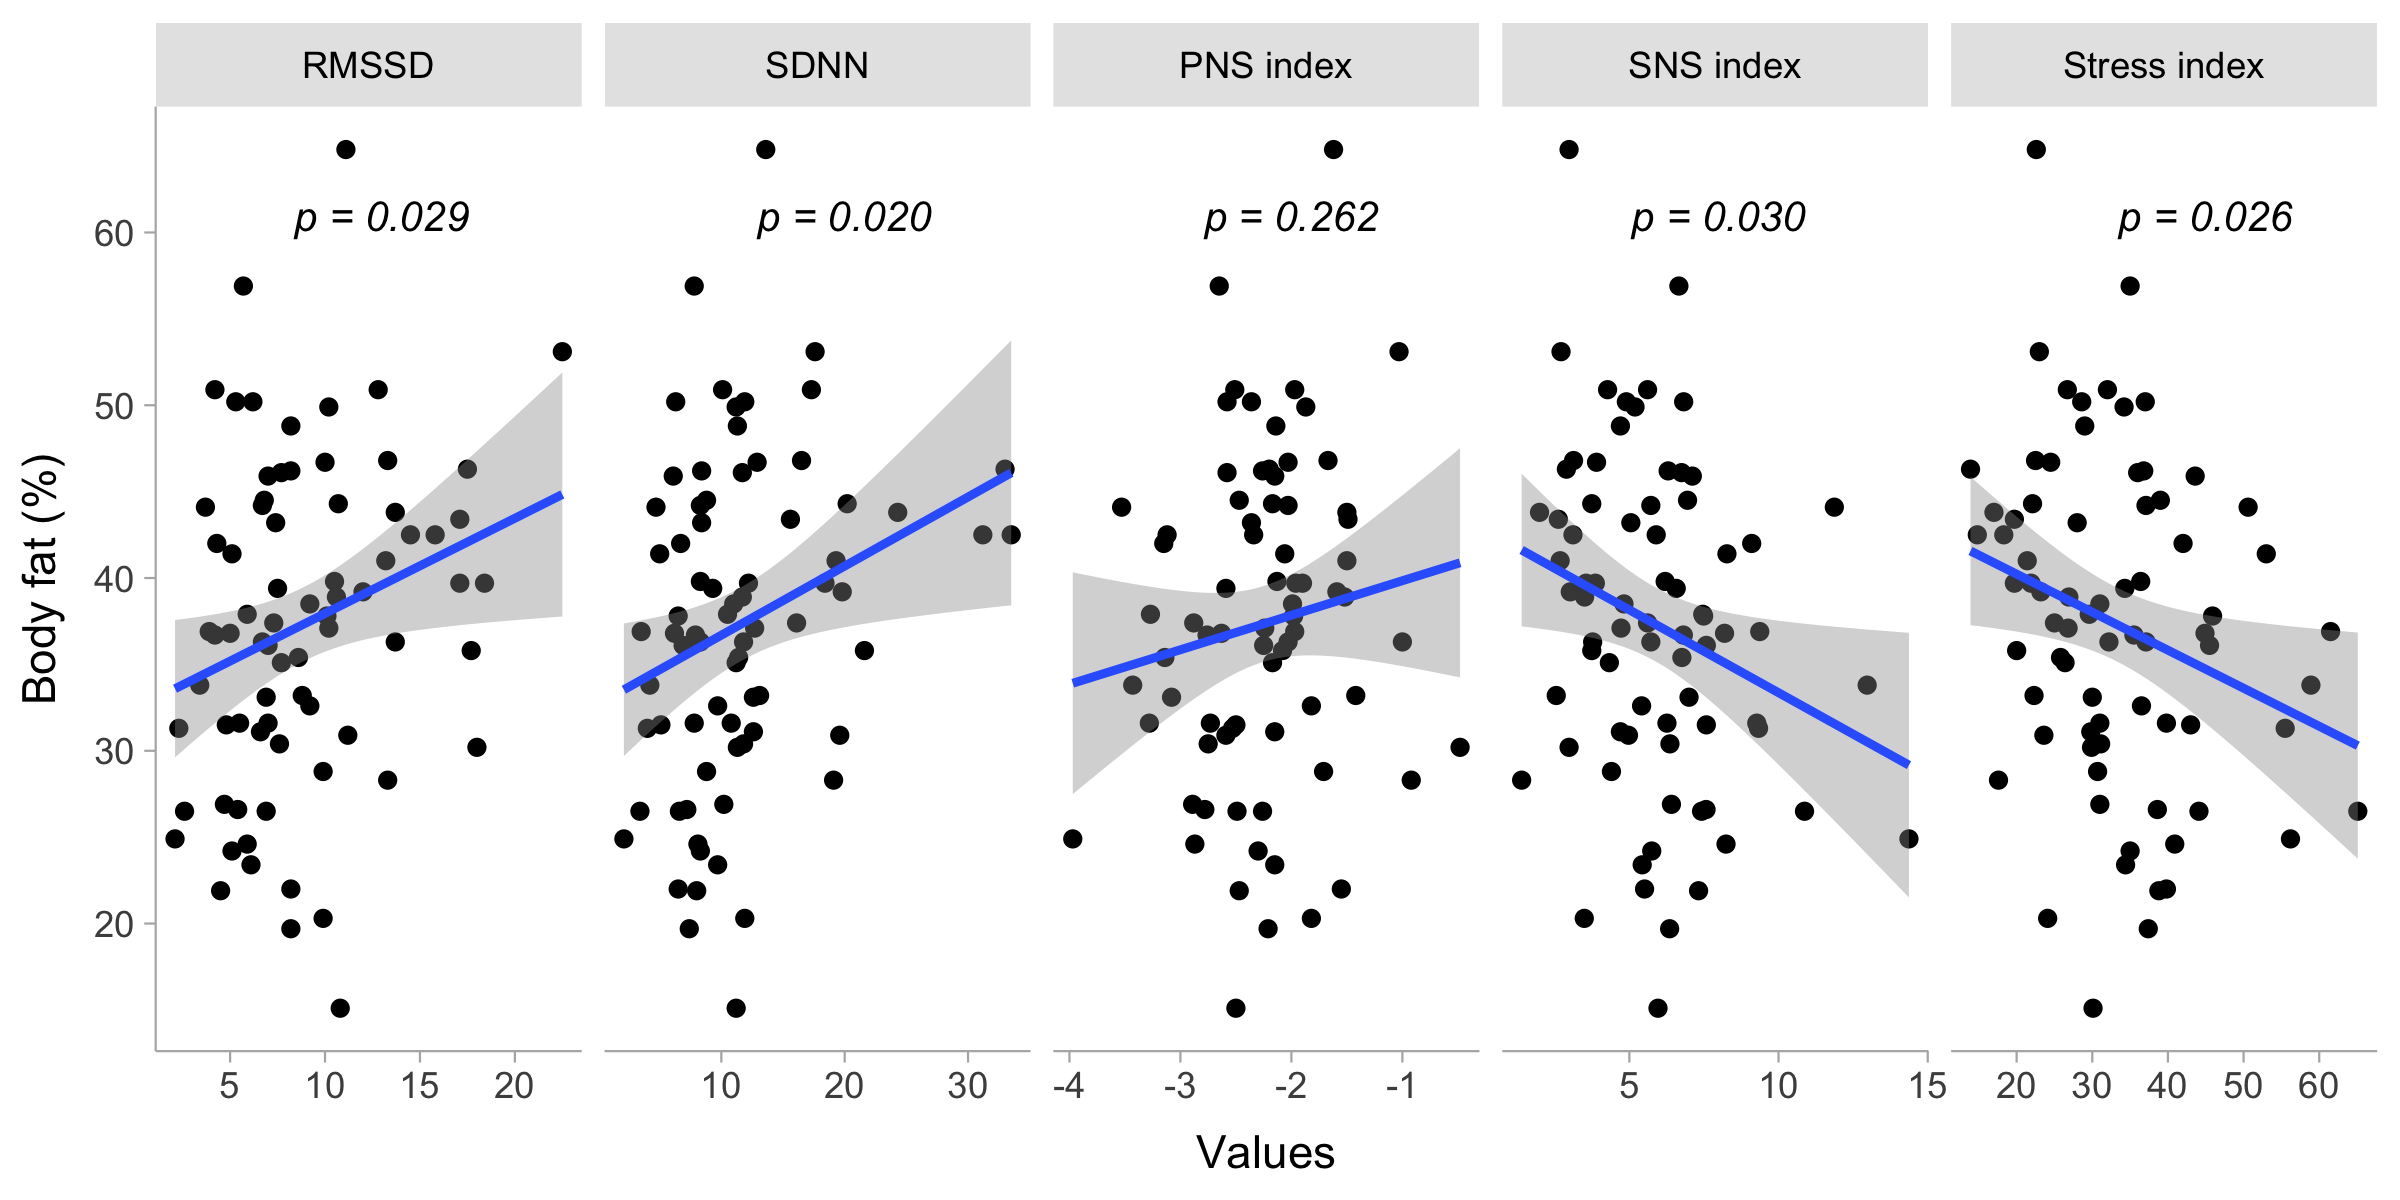 RMSSD SDNN PNS index SNS index Stress index
p = 0.029 p = 0.020 p = 0.262 p = 0.030 p = 0.026
60
50
40
30
20
Body fat (%)
5 10 15 20 10 20 30 -4 -3 -2 -1 5 10 15 20 30 40 50 60
Values